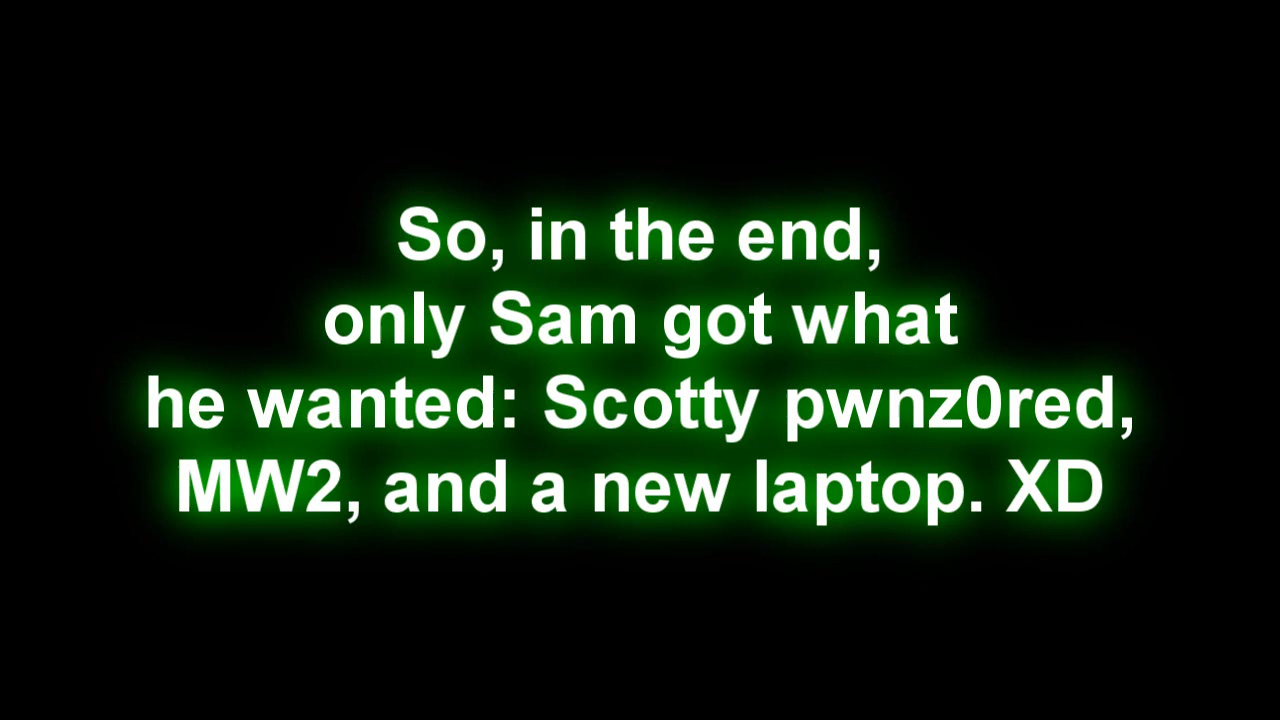 So, in the end,
only Sam got what
he wanted: Scotty pwnz0red,
MW2, and a new laptop. XD